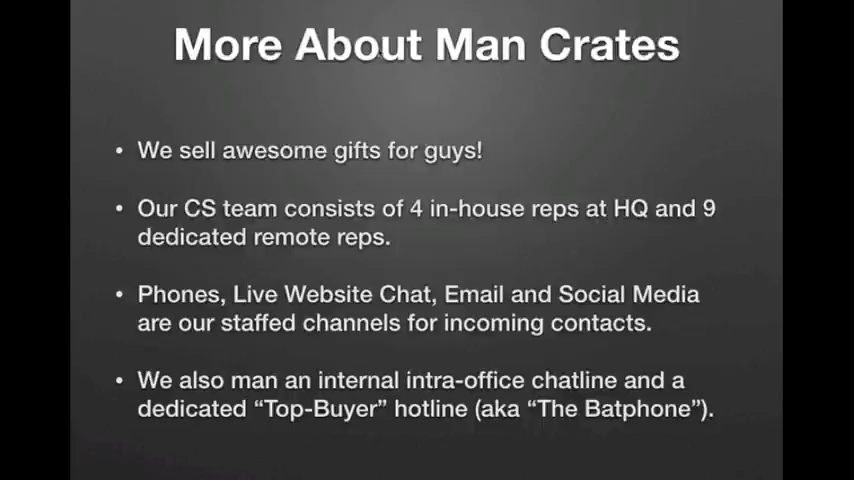 More About Man Crates
• We sell awesome gifts for guys!
• Our CS team consists of 4 in-house reps at HQ and 9
dedicated remote reps.
• Phones, Live Website Chat, Email and Social Media
are our staffed channels for incoming contacts.
• We also man an internal intra-office chatline and a
dedicated “Top-Buyer” hotline (aka “The Batphone”).